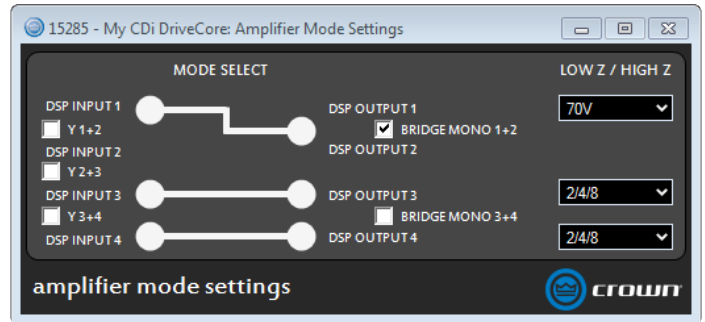 15285 - My CDi DriveCore: Amplifier Mode Settings
MODE SELECT
LOW Z / HIGH Z
DSP INPUT 1
DSP OUTPUT 1
70V
Y 1+2
BRIDGE MONO 1+2
DSP INPUT 2
DSP OUTPUT 2
Y 2+3
DSP INPUT 3
DSP OUTPUT 3
2/4/8
Y 3+4
BRIDGE MONO 3+4
DSP INPUT 4
DSP OUTPUT 4
2/4/8
amplifier mode settings
crown